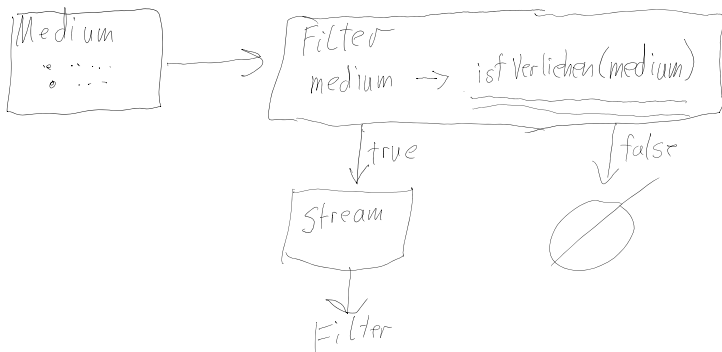 Medium
Filter
medium → istVerliehen(medium)
true
false
Stream
Filter